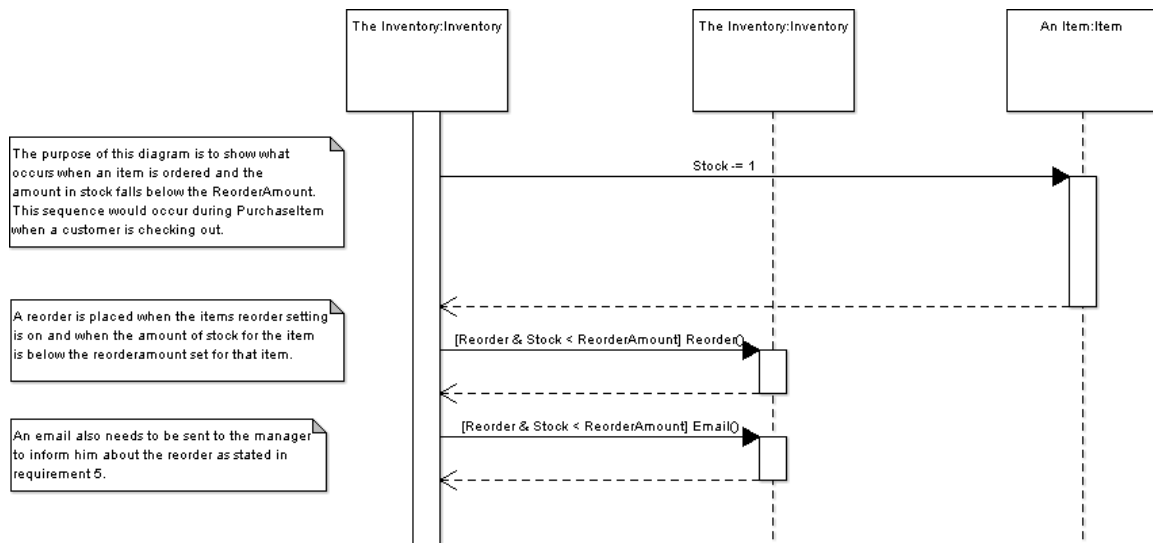 The Inventory:Inventory
The Inventory:Inventory
An Item:Item
The purpose of this diagram is to show what
occurs when an item is ordered and the
amount in stock falls below the ReorderAmount.
This sequence would occur during PurchaseItem
when a customer is checking out.
Stock -= 1
A reorder is placed when the items reorder setting
is on and when the amount of stock for the item
is below the reorderamount set for that item.
[Reorder & Stock < ReorderAmount] Reorder()
An email also needs to be sent to the manager
to inform him about the reorder as stated in
requirement 5.
[Reorder & Stock < ReorderAmount] Email()